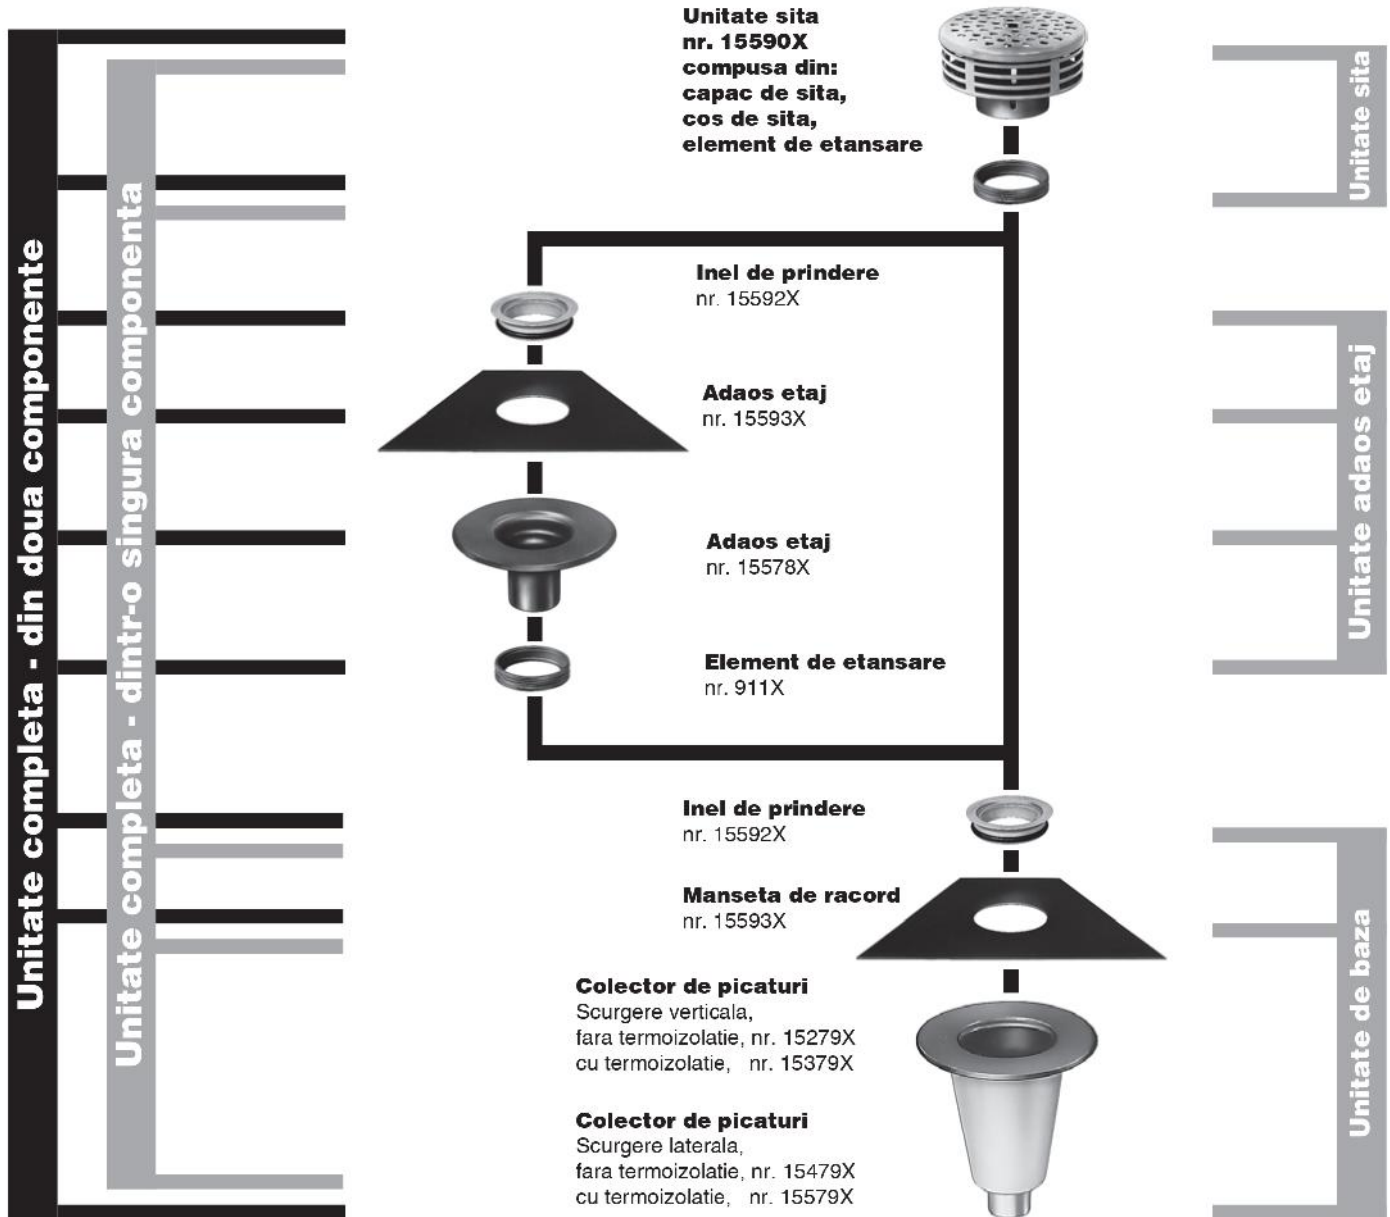 Unitate completa - din doua componente
Unitate completa - dintr-o singura componenta
Unitate sita
nr. 15590X
compusa din:
capac de sita,
cos de sita,
element de etansare
Inel de prindere
nr. 15592X
Adaos etaj
nr. 15593X
Adaos etaj
nr. 15578X
Element de etansare
nr. 911X
Inel de prindere
nr. 15592X
Manseta de racord
nr. 15593X
Colector de picaturi
Scurgere verticala,
fara termoizolatie, nr. 15279X
cu termoizolatie, nr. 15379X
Colector de picaturi
Scurgere laterala,
fara termoizolatie, nr. 15479X
cu termoizolatie, nr. 15579X
Unitate sita
Unitate adaos etaj
Unitate de baza